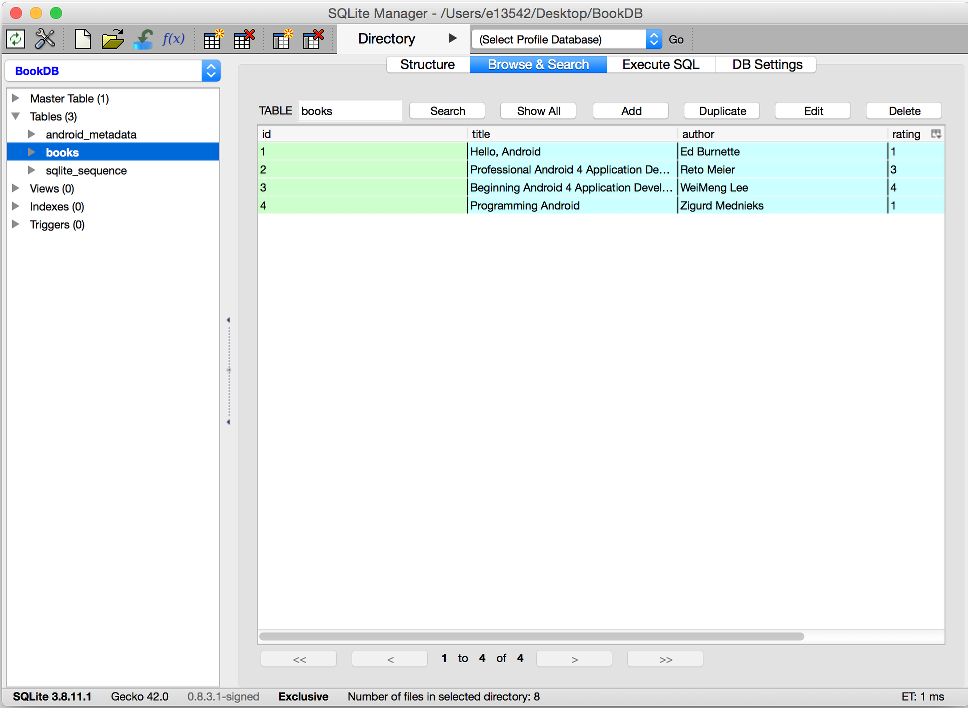 SQLite Manager - /Users/e13542/Desktop/BookDB
f(x) Directory (Select Profile Database) Go
BookDB
Structure Browse & Search Execute SQL DB Settings
Master Table (1)
Tables (3)
android_metadata
books
sqlite_sequence
Views (0)
Indexes (0)
Triggers (0)
TABLE books Search Show All Add Duplicate Edit Delete
id title author rating
1 Hello, Android Ed Burnette 1
2 Professional Android 4 Application De... Reto Meier 3
3 Beginning Android 4 Application Devel... WeiMeng Lee 4
4 Programming Android Zigurd Mednieks 1
<< < 1 to 4 of 4 > >>
SQLite 3.8.11.1 Gecko 42.0 0.8.3.1-signed Exclusive Number of files in selected directory: 8 ET: 1 ms